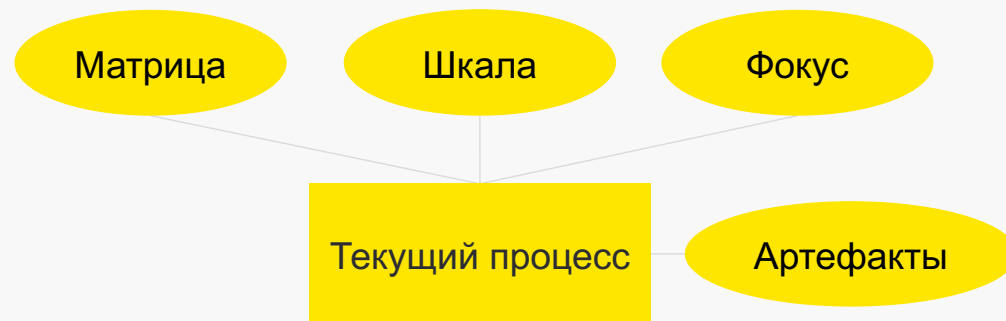 Матрица
Шкала
Фокус
Текущий процесс
Артефакты